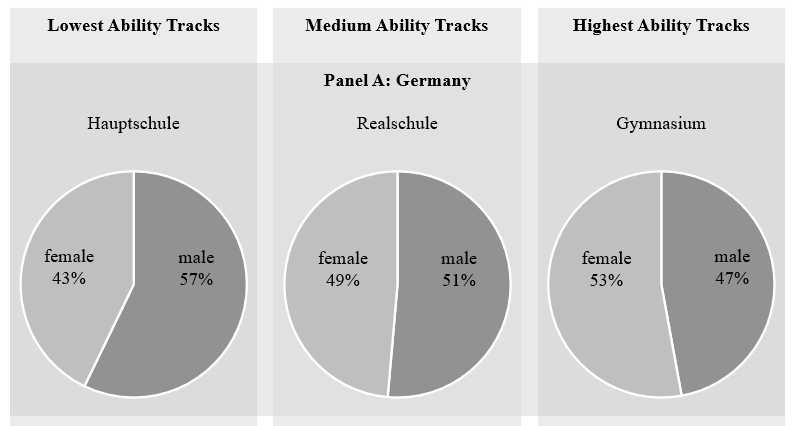 Lowest Ability Tracks
Medium Ability Tracks
Highest Ability Tracks
Panel A: Germany
Hauptschule
Realschule
Gymnasium
female
43%
male
57%
female
49%
male
51%
female
53%
male
47%